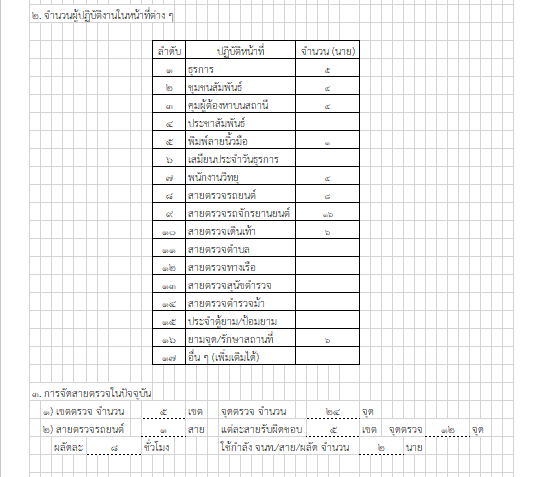 ๒. จำนวนผู้ปฏิบัติงานในหน้าที่ต่าง ๆ
ลำดับ ปฏิบัติหน้าที่ จำนวน (นาย)
๑ ธุรการ ๕
๒ ชุมชนสัมพันธ์ ๕
๓ คุมผู้ต้องหาบนสถานี ๔
๔ ประชาสัมพันธ์
๕ พิมพ์ลายนิ้วมือ ๑
๖ เสมียนประจำวันธุรการ
๗ พนักงานวิทยุ ๔
๘ สายตรวจรถยนต์ ๘
๙ สายตรวจรถจักรยานยนต์ ๑๖
๑๐ สายตรวจเดินเท้า ๖
๑๑ สายตรวจตำบล
๑๒ สายตรวจทางเรือ
๑๓ สายตรวจสุนัขตำรวจ
๑๔ สายตรวจตำรวจม้า
๑๕ ประจำตู้ยาม/ป้อมยาม
๑๖ ยามจุด/รักษาสถานที่ ๖
๑๗ อื่น ๆ (เพิ่มเติมได้)
๓. การจัดสายตรวจในปัจจุบัน
๑) เขตตรวจ จำนวน ๕ เขต จุดตรวจ จำนวน ๒๔ จุด
๒) สายตรวจรถยนต์ ๑ สาย แต่ละสายรับผิดชอบ ๕ เขต จุดตรวจ ๑๒ จุด
ผลัดละ ๘ ชั่วโมง ใช้กำลัง จนท./สาย/ผลัด จำนวน ๒ นาย